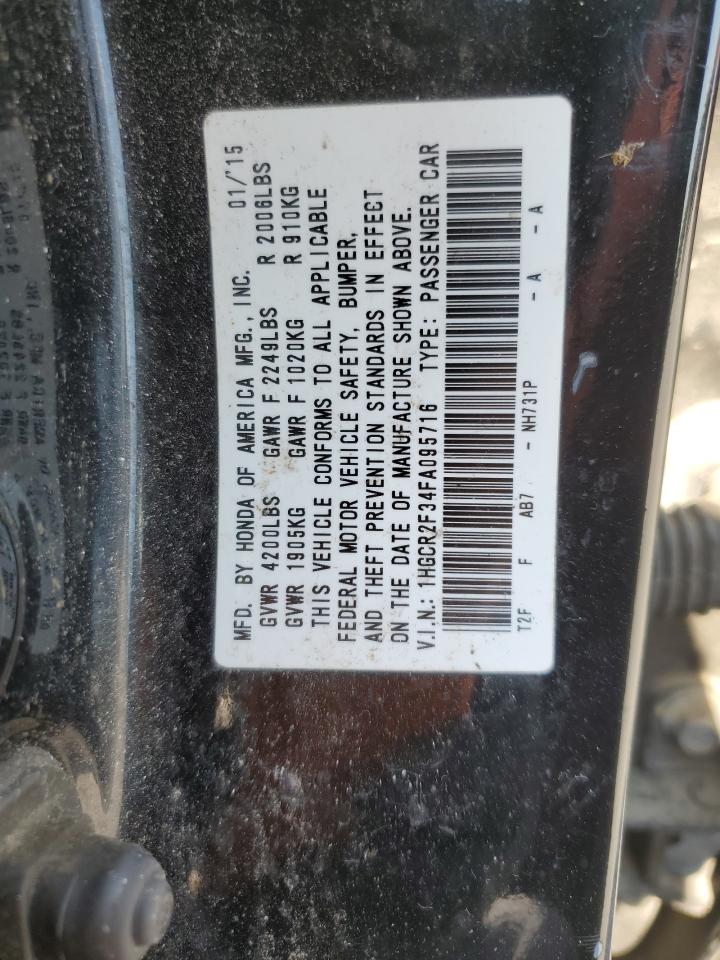 MFD. BY HONDA OF AMERICA MFG., INC. 01/'15
GVWR 4200LBS GAWR F 2249LBS R 2006LBS
GVWR 1905KG GAWR F 1020KG R 910KG
THIS VEHICLE CONFORMS TO ALL APPLICABLE
FEDERAL MOTOR VEHICLE SAFETY, BUMPER,
AND THEFT PREVENTION STANDARDS IN EFFECT
ON THE DATE OF MANUFACTURE SHOWN ABOVE.
V.I.N.: 1HGCR2F34FA095716 TYPE: PASSENGER CAR
T2F F AB7 - NH731P - A - A